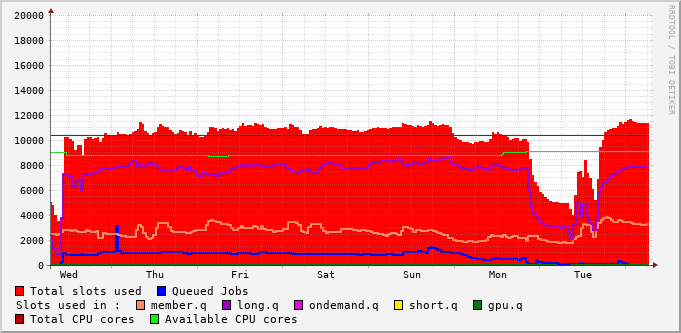 20000
18000
16000
14000
12000
10000
8000
6000
4000
2000
0
Wed Thu Fri Sat Sun Mon Tue
Total slots used Queued Jobs
Slots used in : member.q long.q ondemand.q short.q gpu.q
Total CPU cores Available CPU cores
RRDTOOL / TOBI OETIKER